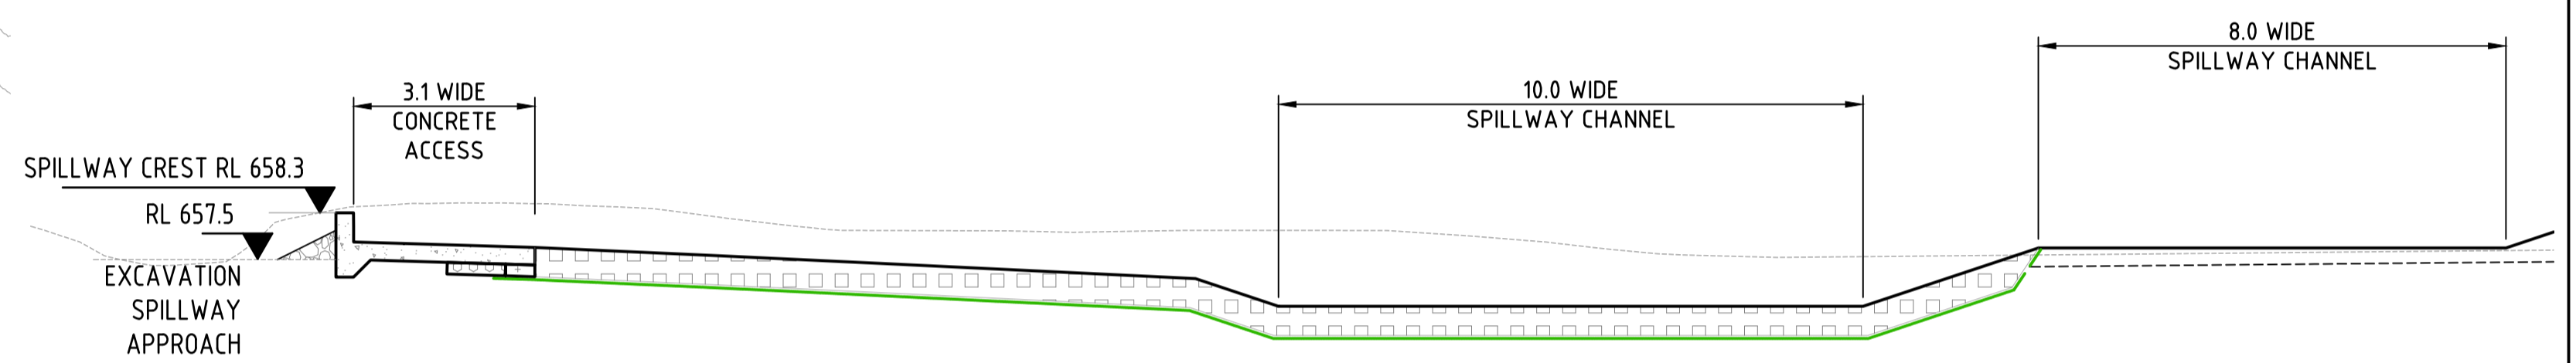 SPILLWAY CREST RL 658.3
RL 657.5
EXCAVATION
SPILLWAY
APPROACH
3.1 WIDE
CONCRETE
ACCESS
10.0 WIDE
SPILLWAY CHANNEL
8.0 WIDE
SPILLWAY CHANNEL